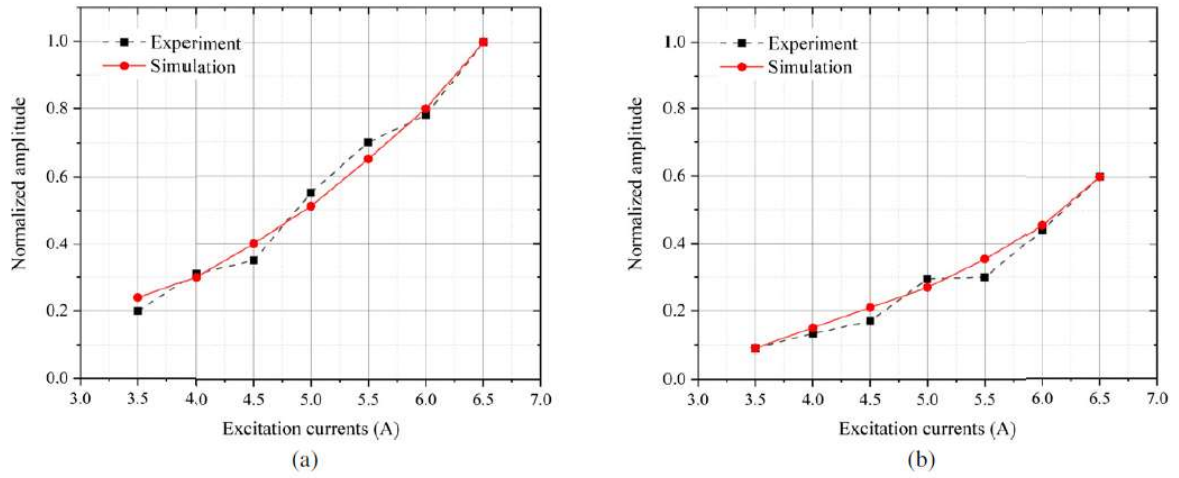 1.0
Experiment
Simulation
0.8
0.6
0.4
0.2
0.0
Normalized amplitude
3.0 3.5 4.0 4.5 5.0 5.5 6.0 6.5 7.0
Excitation currents (A)
(a)
1.0
Experiment
Simulation
0.8
0.6
0.4
0.2
0.0
Normalized amplitude
3.0 3.5 4.0 4.5 5.0 5.5 6.0 6.5 7.0
Excitation currents (A)
(b)